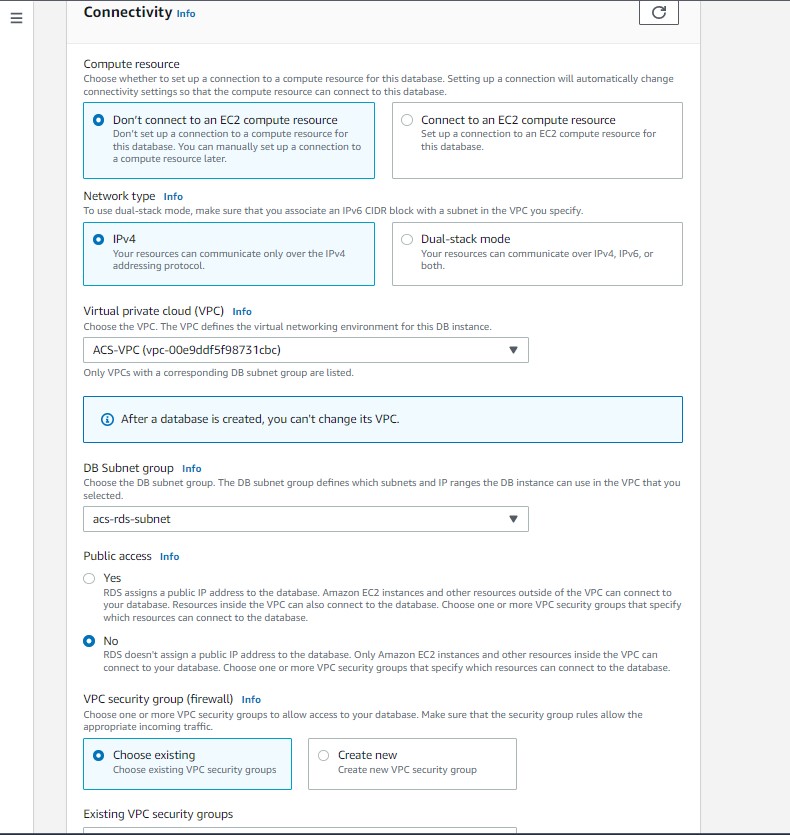 Connectivity Info
Compute resource
Choose whether to set up a connection to a compute resource for this database. Setting up a connection will automatically change
connectivity settings so that the compute resource can connect to this database.
Don't connect to an EC2 compute resource
Don't set up a connection to a compute resource for
this database. You can manually set up a connection to
a compute resource later.
Connect to an EC2 compute resource
Set up a connection to an EC2 compute resource for
this database.
Network type Info
To use dual-stack mode, make sure that you associate an IPv6 CIDR block with a subnet in the VPC you specify.
IPv4
Your resources can communicate only over the IPv4
addressing protocol.
Dual-stack mode
Your resources can communicate over IPv4, IPv6, or
both.
Virtual private cloud (VPC) Info
Choose the VPC. The VPC defines the virtual networking environment for this DB instance.
ACS-VPC (vpc-00e9ddf5f98731cbc)
Only VPCs with a corresponding DB subnet group are listed.
After a database is created, you can't change its VPC.
DB Subnet group Info
Choose the DB subnet group. The DB subnet group defines which subnets and IP ranges the DB instance can use in the VPC that you
selected.
acs-rds-subnet
Public access Info
Yes
RDS assigns a public IP address to the database. Amazon EC2 instances and other resources outside of the VPC can connect to
your database. Resources inside the VPC can also connect to the database. Choose one or more VPC security groups that specify
which resources can connect to the database.
No
RDS doesn't assign a public IP address to the database. Only Amazon EC2 instances and other resources inside the VPC can
connect to your database. Choose one or more VPC security groups that specify which resources can connect to the database.
VPC security group (firewall) Info
Choose one or more VPC security groups to allow access to your database. Make sure that the security group rules allow the
appropriate incoming traffic.
Choose existing
Choose existing VPC security groups
Create new
Create new VPC security group
Existing VPC security groups